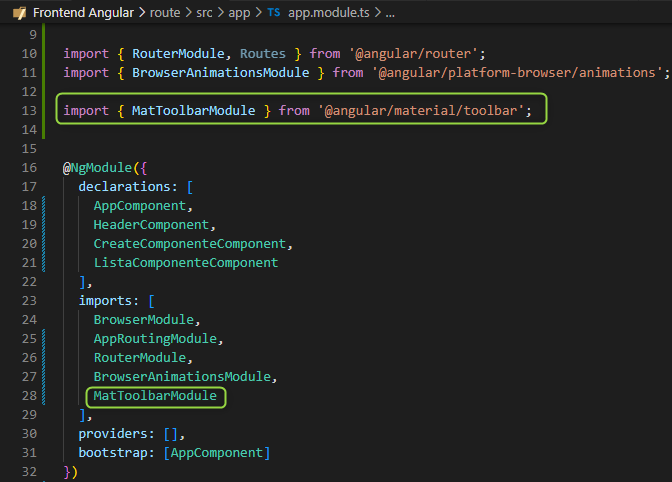 Frontend Angular > route > src > app > TS app.module.ts > ...
9
10 import { RouterModule, Routes } from '@angular/router';
11 import { BrowserAnimationsModule } from '@angular/platform-browser/animations';
12
13 import { MatToolbarModule } from '@angular/material/toolbar';
14
15
16 @NgModule({
17 declarations: [
18 AppComponent,
19 HeaderComponent,
20 CreateComponenteComponent,
21 ListaComponenteComponent
22 ],
23 imports: [
24 BrowserModule,
25 AppRoutingModule,
26 RouterModule,
27 BrowserAnimationsModule,
28 MatToolbarModule
29 ],
30 providers: [],
31 bootstrap: [AppComponent]
32 })